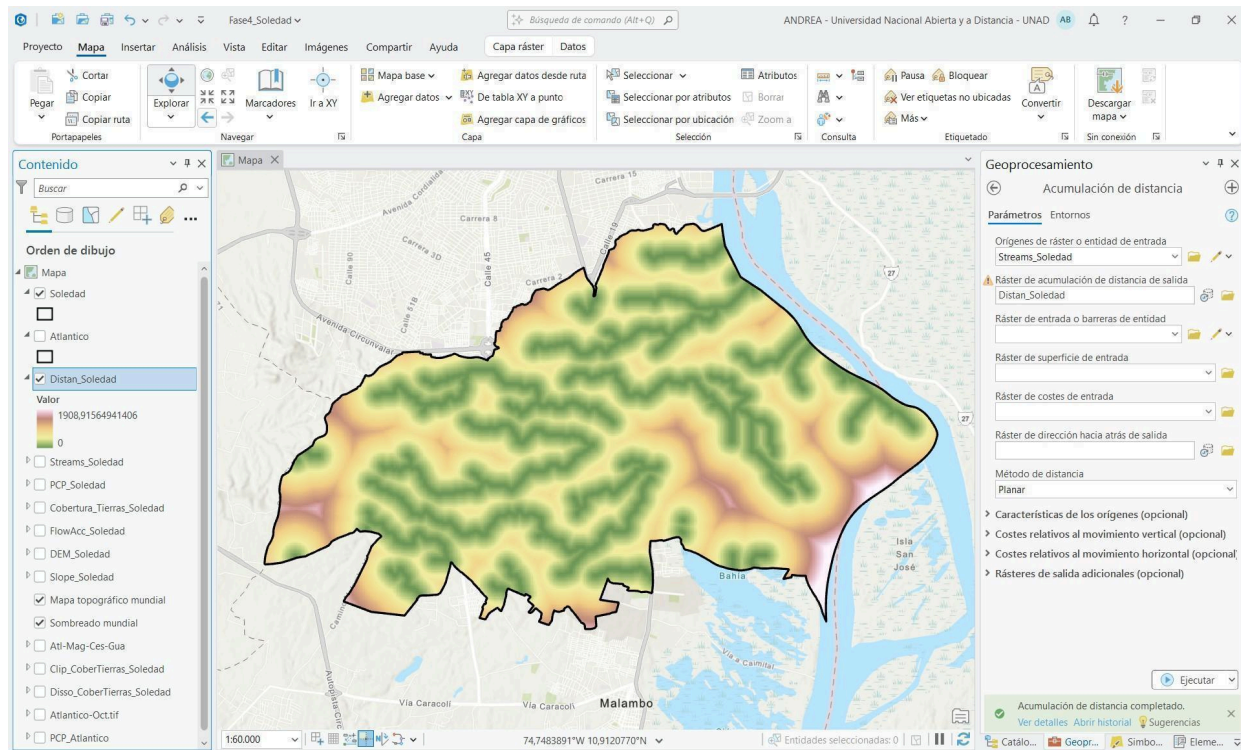 Fase4_Soledad
Búsqueda de comando (Alt+Q)
ANDREA - Universidad Nacional Abierta y a Distancia - UNAD
AB
?
Proyecto Mapa Insertar Análisis Vista Editar Imágenes Compartir Ayuda Capa ráster Datos
Pegar
Cortar
Copiar
Copiar ruta
Portapapeles
Explorar
Marcadores
Ir a XY
Navegar
Mapa base
Agregar datos
Agregar datos desde ruta
De tabla XY a punto
Agregar capa de gráficos
Capa
Seleccionar
Seleccionar por atributos
Seleccionar por ubicación
Atributos
Borrar
Zoom a
Selección
Consulta
Pausa
Bloquear
Ver etiquetas no ubicadas
Más
Convertir
Etiquetado
Descargar
mapa
Sin conexión
Contenido
Buscar
Orden de dibujo
Mapa
Soledad
Atlantico
Distan_Soledad
Valor
1908,91564941406
0
Streams_Soledad
PCP_Soledad
Cobertura_Tierras_Soledad
FlowAcc_Soledad
DEM_Soledad
Slope_Soledad
Mapa topográfico mundial
Sombreado mundial
Atl-Mag-Ces-Gua
Clip_CoberTierras_Soledad
Disso_CoberTierras_Soledad
Atlantico-Oct.tif
PCP_Atlantico
Mapa
Carrera 15
Avenida Cordialidad
Carrera 8
Calle 19
Carrera 3D
Calle 90
Calle 45
Carrera 2
Calle 51B
Avenida Circunvalar
27
27
Isla
San
José
Bahía
Camino
Vía a Caimital
Autopista Circ
Vía Caracolí
Vía Caracolí
Malambo
1:60.000
74,7483891°W 10,9120770°N
Entidades seleccionadas: 0
Geoprocesamiento
Acumulación de distancia
Parámetros Entornos
?
Orígenes de ráster o entidad de entrada
Streams_Soledad
Ráster de acumulación de distancia de salida
Distan_Soledad
Ráster de entrada o barreras de entidad
Ráster de superficie de entrada
Ráster de costes de entrada
Ráster de dirección hacia atrás de salida
Método de distancia
Planar
Características de los orígenes (opcional)
Costes relativos al movimiento vertical (opcional)
Costes relativos al movimiento horizontal (opcional
Rásteres de salida adicionales (opcional)
Ejecutar
Acumulación de distancia completado.
Ver detalles Abrir historial Sugerencias
Catálo... Geopr... Simbo... Eleme...